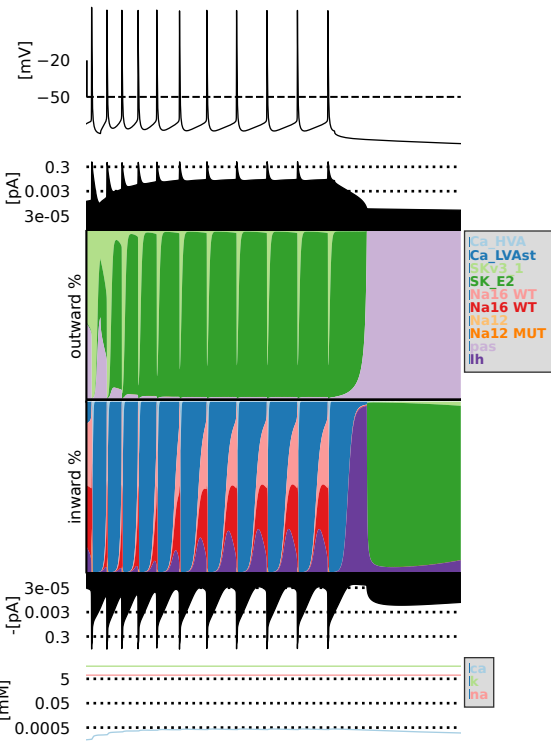 [mV]
−20
−50
[pA]
0.3
0.003
3e-05
outward %
Ca_HVA
Ca_LVAst
SKv3_1
SK_E2
Na16 WT
Na16 WT
Na12
Na12 MUT
pas
Ih
inward %
-[pA]
3e-05
0.003
0.3
[mM]
5
0.05
0.0005
ca
k
na